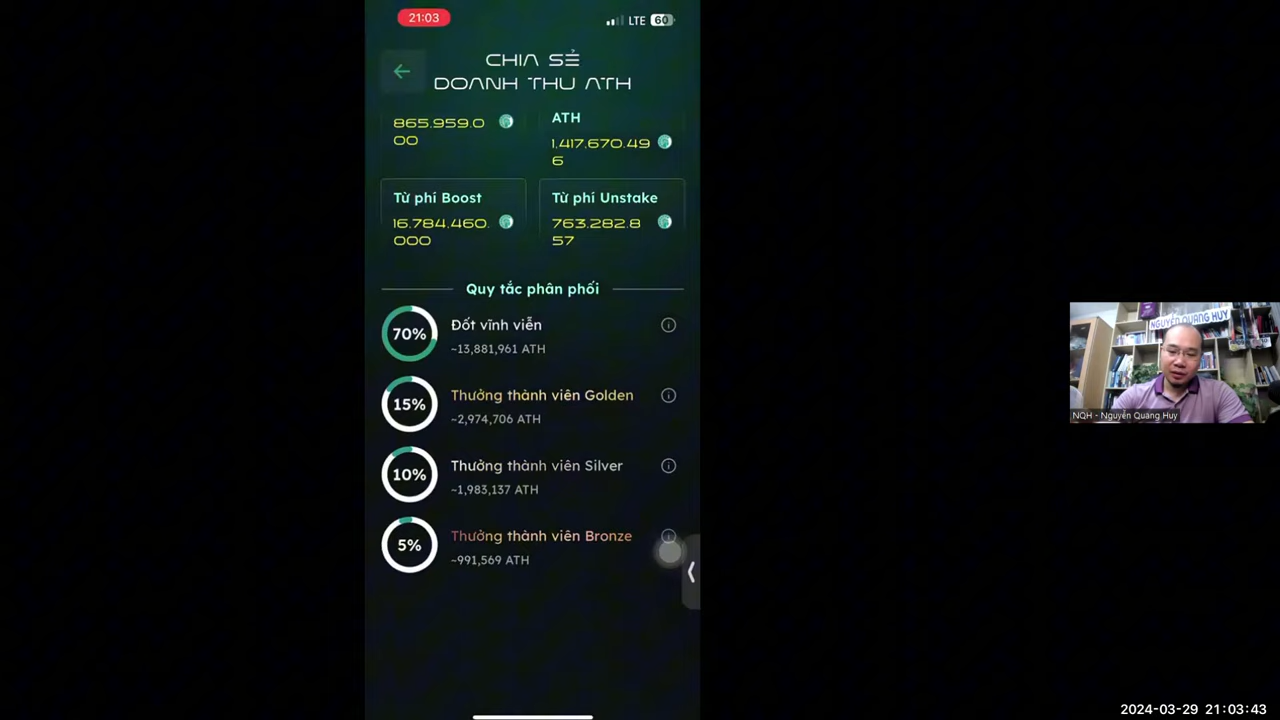 21:03
LTE 60
CHIA SẺ
DOANH THU ATH
865.959.0
00
ATH
1,417.670.49
6
Từ phí Boost
Từ phí Unstake
16.784.460.
000
763.282.8
57
Quy tắc phân phối
70%
Đốt vĩnh viễn
~13,881,961 ATH
15%
Thưởng thành viên Golden
~2,974,706 ATH
10%
Thưởng thành viên Silver
~1,983,137 ATH
5%
Thưởng thành viên Bronze
~991,569 ATH
NGUYỄN QUANG HUY
NQH - Nguyễn Quang Huy
2024-03-29 21:03:43